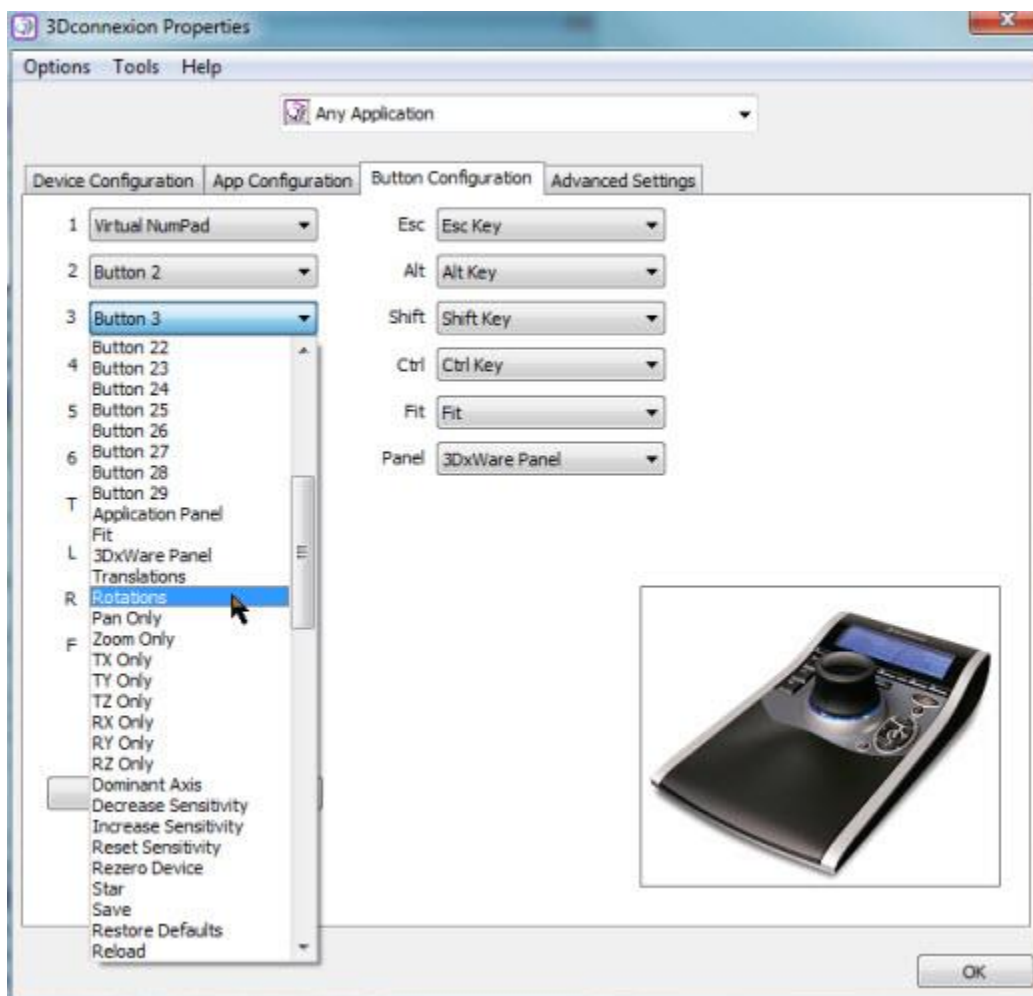 3Dconnexion Properties
Options Tools Help
Any Application
Device Configuration App Configuration Button Configuration Advanced Settings
1 Virtual NumPad Esc Esc Key
2 Button 2 Alt Alt Key
3 Button 3 Shift Shift Key
Button 22
4 Button 23 Ctrl Ctrl Key
Button 24
5 Button 25 Fit Fit
Button 26
6 Button 27 Panel 3DxWare Panel
Button 28
Button 29
T
Application Panel
Fit
L 3DxWare Panel
Translations
R Rotations
Pan Only
F Zoom Only
TX Only
TY Only
TZ Only
RX Only
RY Only
RZ Only
Dominant Axis
Decrease Sensitivity
Increase Sensitivity
Reset Sensitivity
Rezero Device
Star
Save
Restore Defaults
Reload
OK